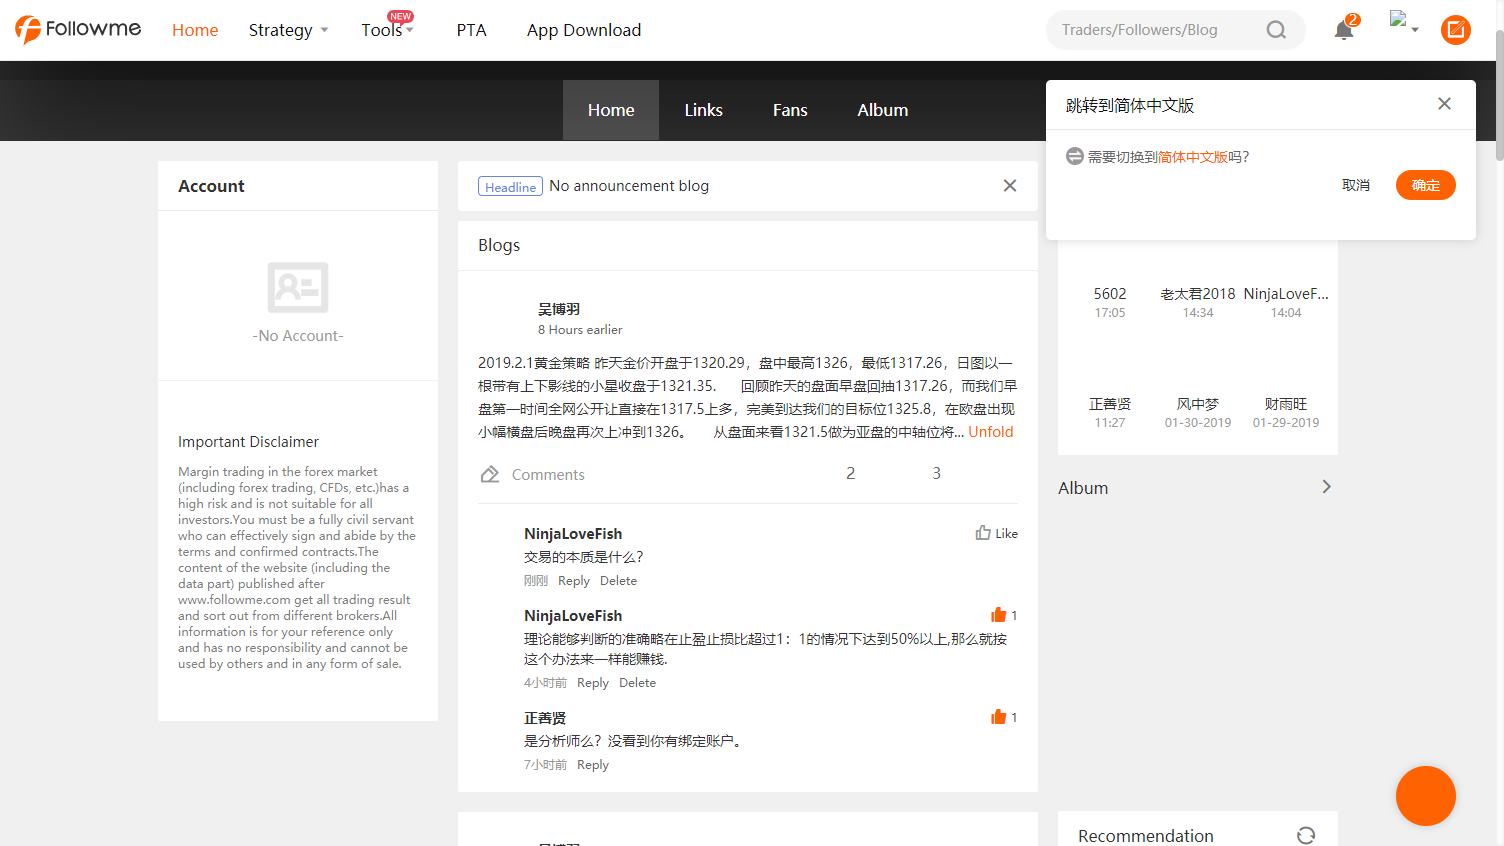 Followme
Home
Strategy
Tools
NEW
PTA
App Download
Traders/Followers/Blog
2
Home
Links
Fans
Album
跳转到简体中文版
需要切换到简体中文版吗?
取消
确定
Account
-No Account-
Important Disclaimer
Margin trading in the forex market
(including forex trading, CFDs, etc.)has a
high risk and is not suitable for all
investors.You must be a fully civil servant
who can effectively sign and abide by the
terms and confirmed contracts.The
content of the website (including the
data part) published after
www.followme.com get all trading result
and sort out from different brokers.All
information is for your reference only
and has no responsibility and cannot be
used by others and in any form of sale.
Headline No announcement blog
Blogs
吴博羽
8 Hours earlier
2019.2.1黄金策略 昨天金价开盘于1320.29，盘中最高1326，最低1317.26，日图以一
根带有上下影线的小星收盘于1321.35. 回顾昨天的盘面早盘回抽1317.26，而我们早
盘第一时间全网公开让直接在1317.5上多，完美到达我们的目标位1325.8，在欧盘出现
小幅横盘后晚盘再次上冲到1326。 从盘面来看1321.5做为亚盘的中轴位将... Unfold
Comments
2
3
NinjaLoveFish
Like
交易的本质是什么?
刚刚 Reply Delete
NinjaLoveFish
1
理论能够判断的准确略在止盈止损比超过1：1的情况下达到50%以上,那么就按
这个办法来一样能赚钱.
4小时前 Reply Delete
正善贤
1
是分析师么？没看到你有绑定账户。
7小时前 Reply
5602
老太君2018
NinjaLoveF...
17:05
14:34
14:04
正善贤
风中梦
财雨旺
11:27
01-30-2019
01-29-2019
Album
Recommendation